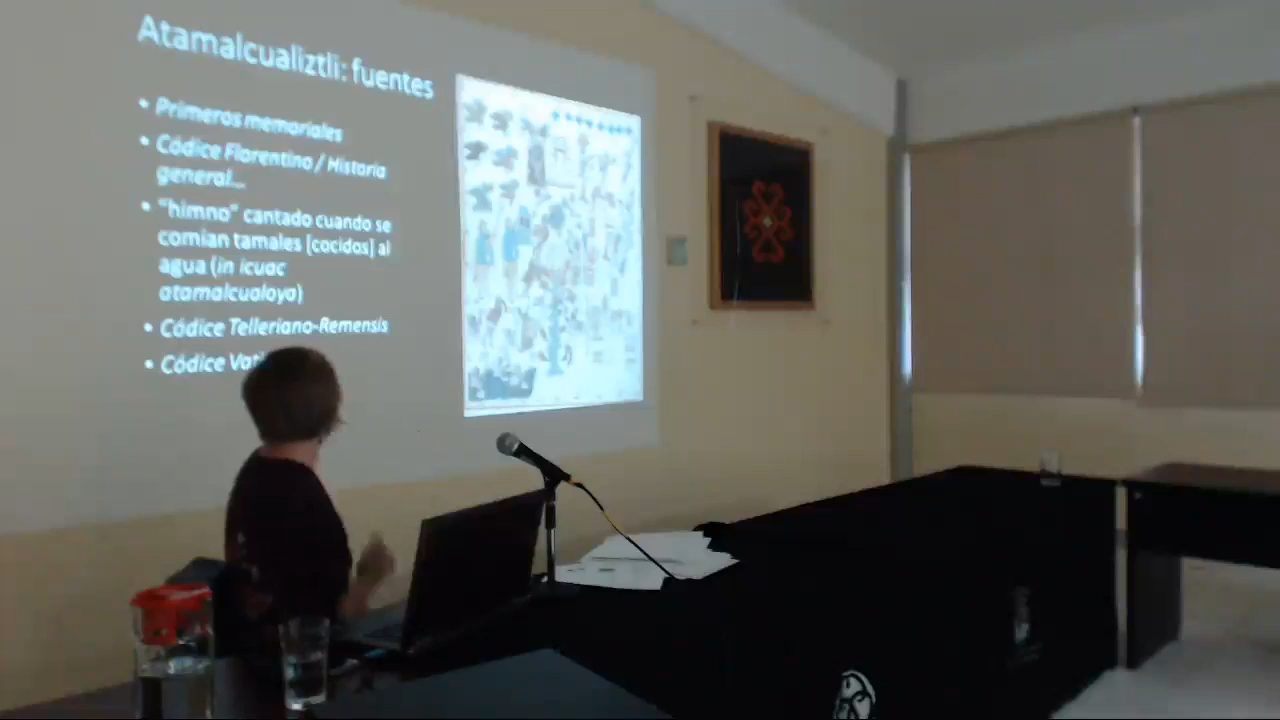 Atamalcualiztli: fuentes
• Primeros memoriales
• Códice Florentino / Historia
general...
• "himno" cantado cuando se
comían tamales [cocidos] al
agua (in icuac
atamalcualoya)
• Códice Telleriano-Remensis
• Códice